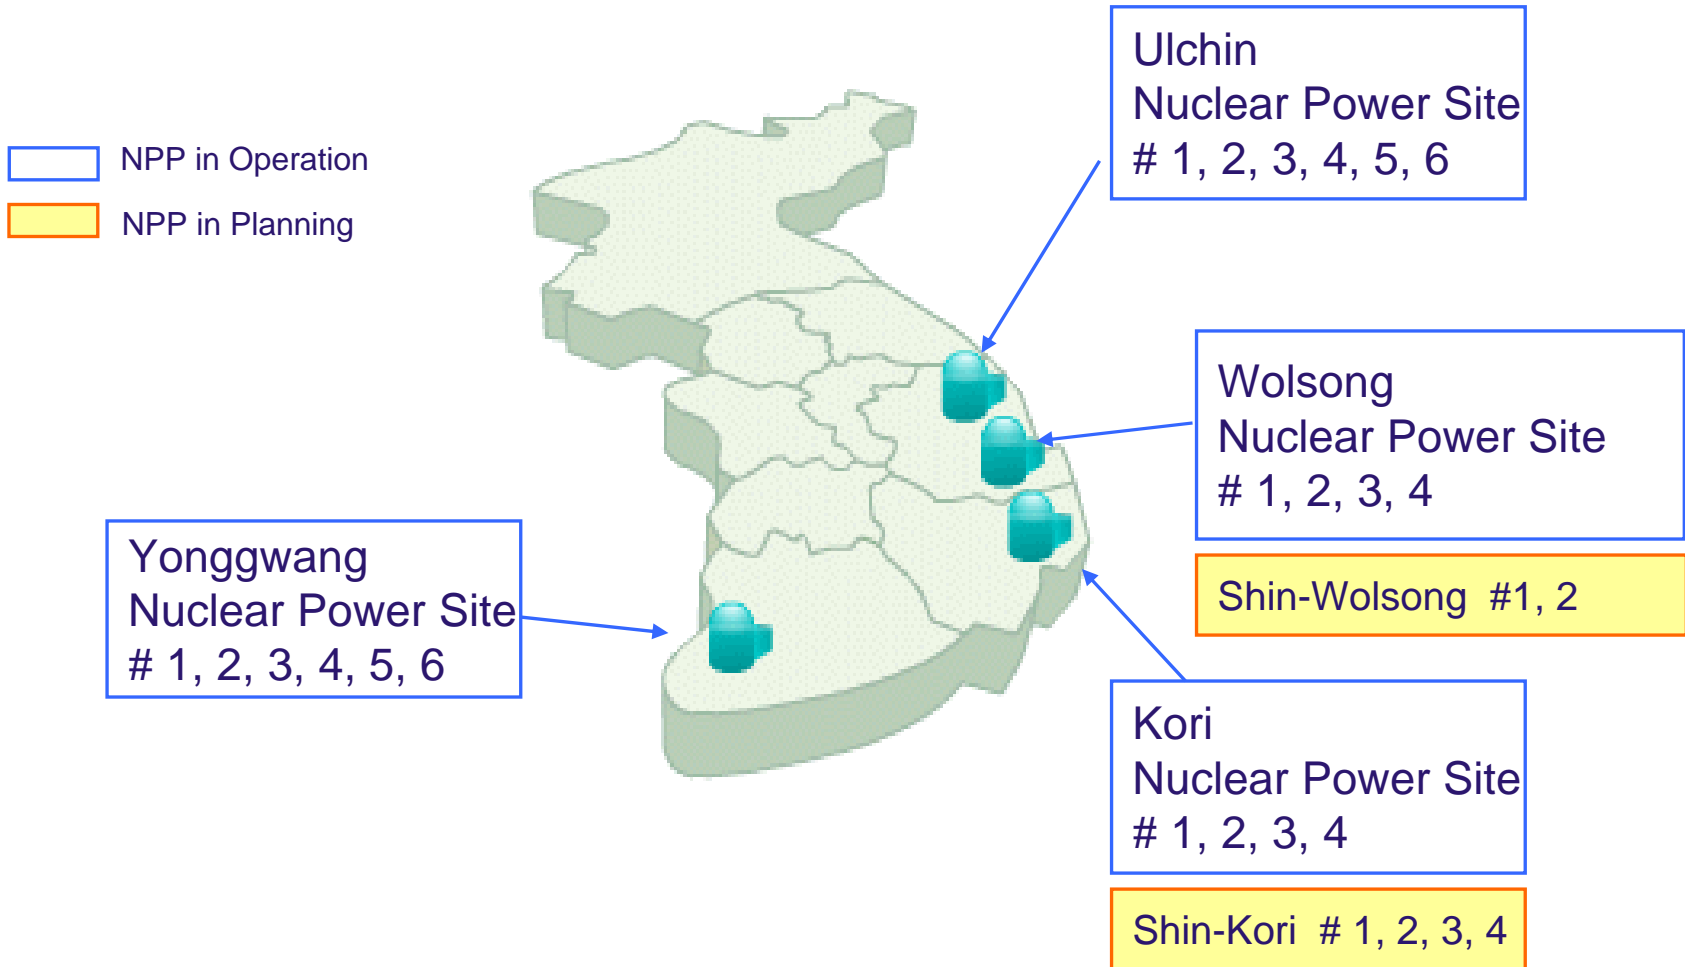 NPP in Operation
NPP in Planning
Ulchin
Nuclear Power Site
# 1, 2, 3, 4, 5, 6
Wolsong
Nuclear Power Site
# 1, 2, 3, 4
Shin-Wolsong #1, 2
Yonggwang
Nuclear Power Site
# 1, 2, 3, 4, 5, 6
Kori
Nuclear Power Site
# 1, 2, 3, 4
Shin-Kori # 1, 2, 3, 4